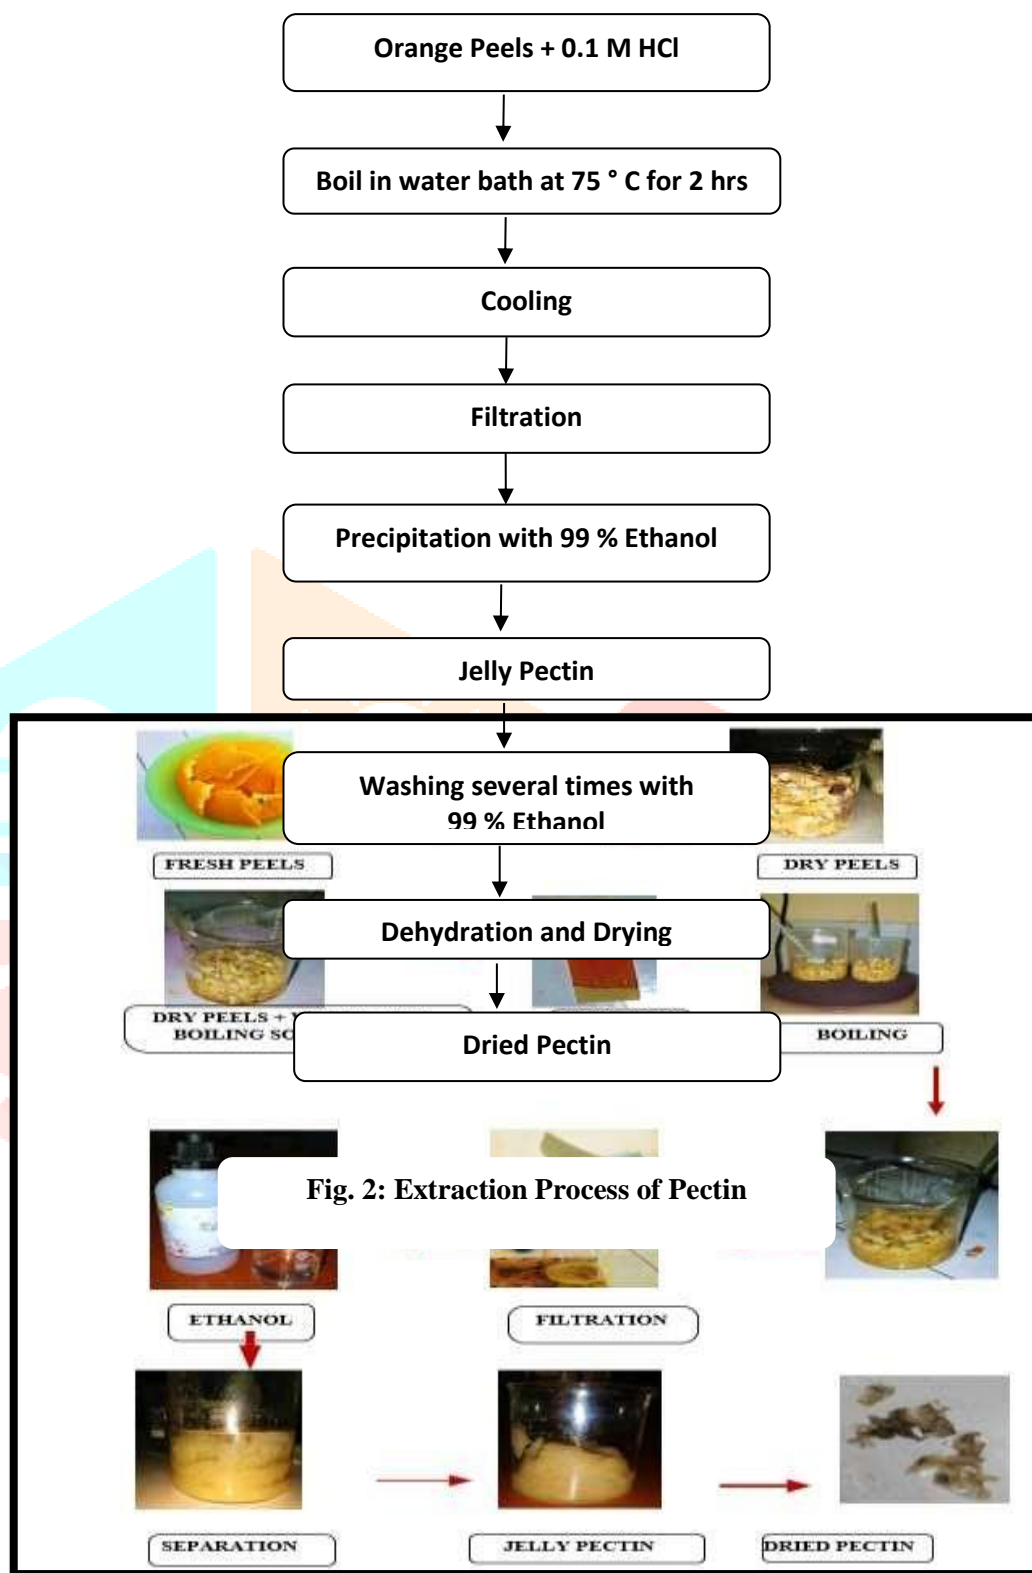 Orange Peels + 0.1 M HCl
Boil in water bath at 75 ° C for 2 hrs
Cooling
Filtration
Precipitation with 99 % Ethanol
Jelly Pectin
Washing several times with
99 % Ethanol
FRESH PEELS
DRY PEELS
Dehydration and Drying
DRY PEELS +
BOILING
Dried Pectin
BOILING
Fig. 2: Extraction Process of Pectin
ETHANOL
FILTRATION
SEPARATION
JELLY PECTIN
DRIED PECTIN